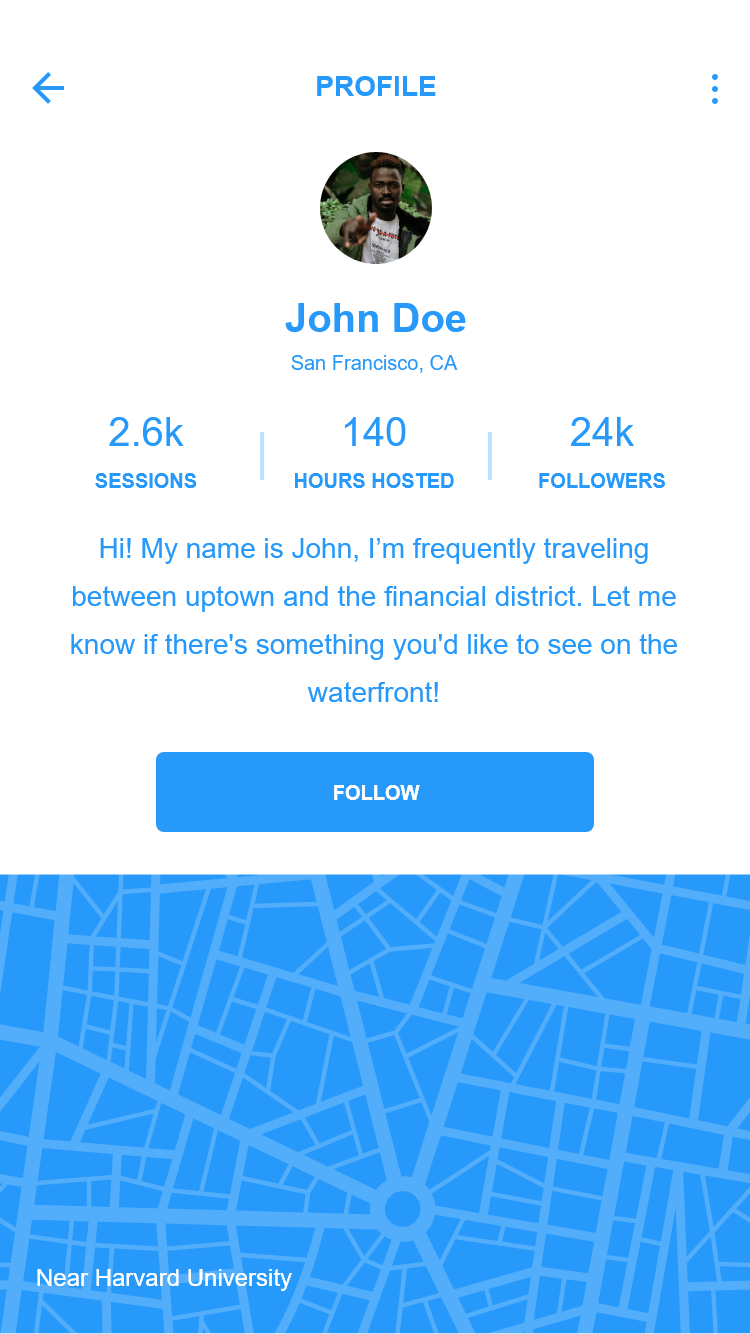 PROFILE
John Doe
San Francisco, CA
2.6k
140
24k
SESSIONS
HOURS HOSTED
FOLLOWERS
Hi! My name is John, I’m frequently traveling
between uptown and the financial district. Let me
know if there's something you'd like to see on the
waterfront!
FOLLOW
Near Harvard University